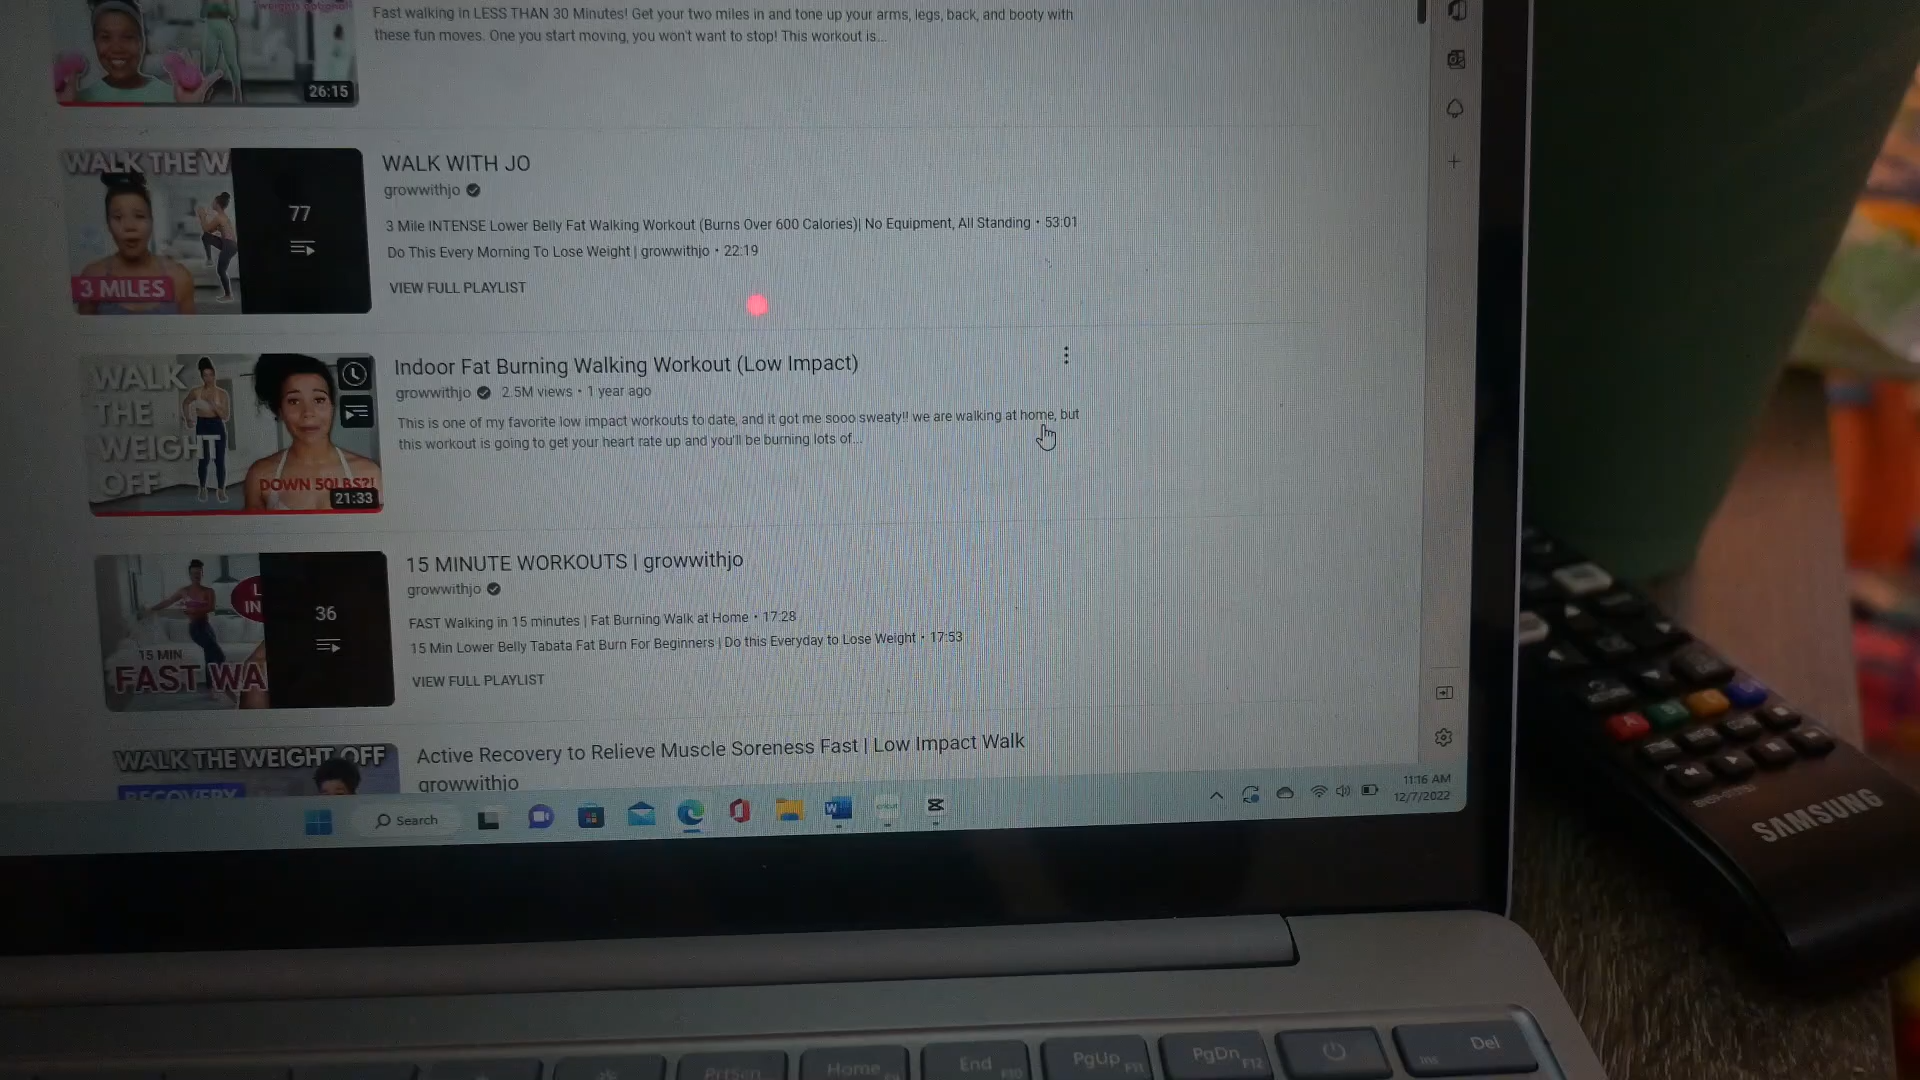 weights optional!
Fast walking in LESS THAN 30 Minutes! Get your two miles in and tone up your arms, legs, back, and booty with
these fun moves. One you start moving, you won't want to stop! This workout is...
26:15
WALK THE W
3 MILES
77
WALK WITH JO
growwithjo
3 Mile INTENSE Lower Belly Fat Walking Workout (Burns Over 600 Calories)| No Equipment, All Standing • 53:01
Do This Every Morning To Lose Weight | growwithjo • 22:19
VIEW FULL PLAYLIST
WALK
THE
WEIGHT
OFF
DOWN 50LBS?!
21:33
Indoor Fat Burning Walking Workout (Low Impact)
growwithjo 2.5M views • 1 year ago
This is one of my favorite low impact workouts to date, and it got me sooo sweaty!! we are walking at home, but
this workout is going to get your heart rate up and you'll be burning lots of...
L
IN
15 MIN
FAST WA
36
15 MINUTE WORKOUTS | growwithjo
growwithjo
FAST Walking in 15 minutes | Fat Burning Walk at Home • 17:28
15 Min Lower Belly Tabata Fat Burn For Beginners | Do this Everyday to Lose Weight • 17:53
VIEW FULL PLAYLIST
WALK THE WEIGHT OFF
RECOVERY
Active Recovery to Relieve Muscle Soreness Fast | Low Impact Walk
growwithjo
Search
W
11:16 AM
12/7/2022
SAMSUNG
PrtScn
Home
End F10
PgUp F11
PgDn F12
Ins Del